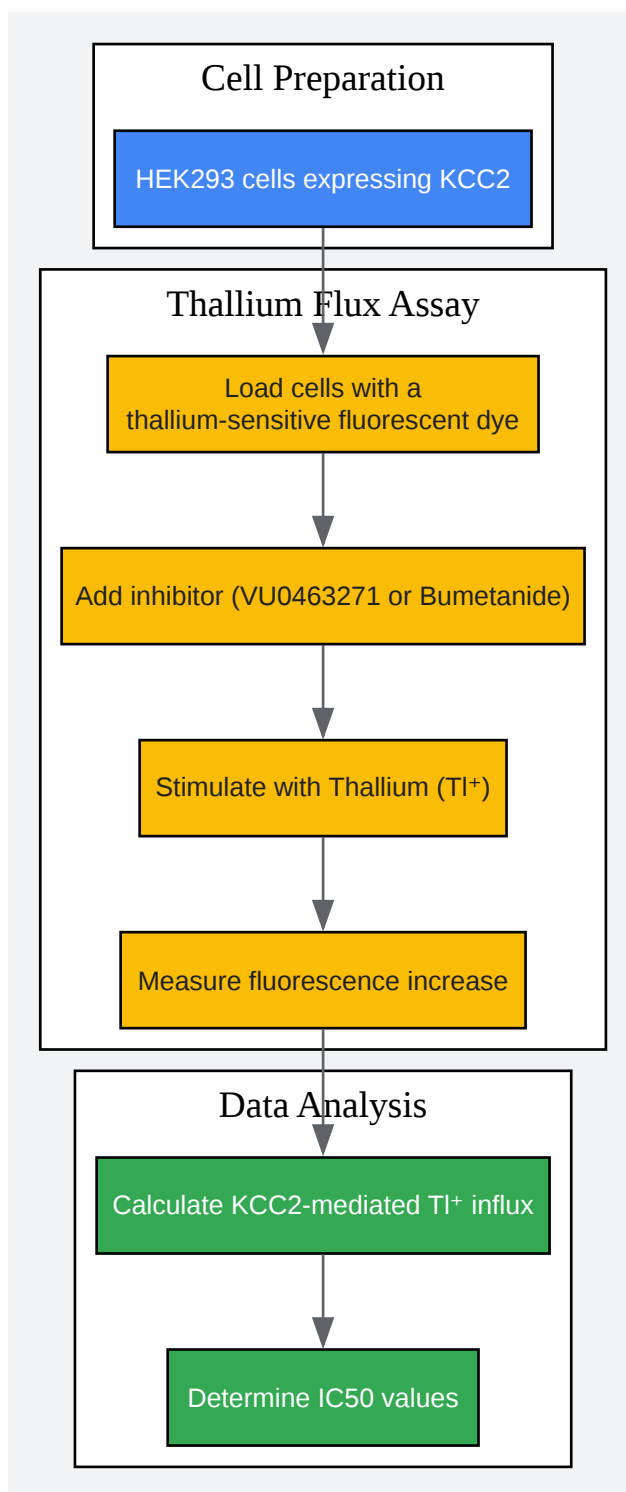 Cell Preparation
HEK293 cells expressing KCC2
Thallium Flux Assay
Load cells with a
thallium-sensitive fluorescent dye
Add inhibitor (VU0463271 or Bumetanide)
Stimulate with Thallium (Tl⁺)
Measure fluorescence increase
Data Analysis
Calculate KCC2-mediated Tl⁺ influx
Determine IC50 values